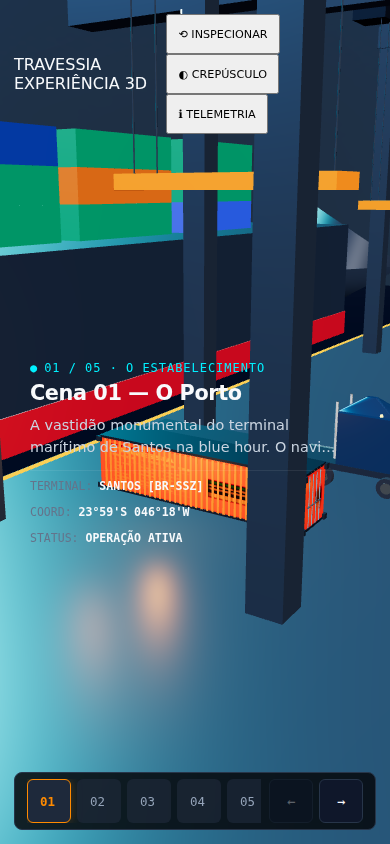 TRAVESSIA
EXPERIÊNCIA 3D
⟲ INSPECIONAR
◐ CREPÚSCULO
ℹ TELEMETRIA
● 01 / 05 · O ESTABELECIMENTO
Cena 01 — O Porto
A vastidão monumental do terminal
marítimo de Santos na blue hour. O navi...
TERMINAL: SANTOS [BR-SSZ]
COORD: 23°59'S 046°18'W
STATUS: OPERAÇÃO ATIVA
01 02 03 04 05 ← →